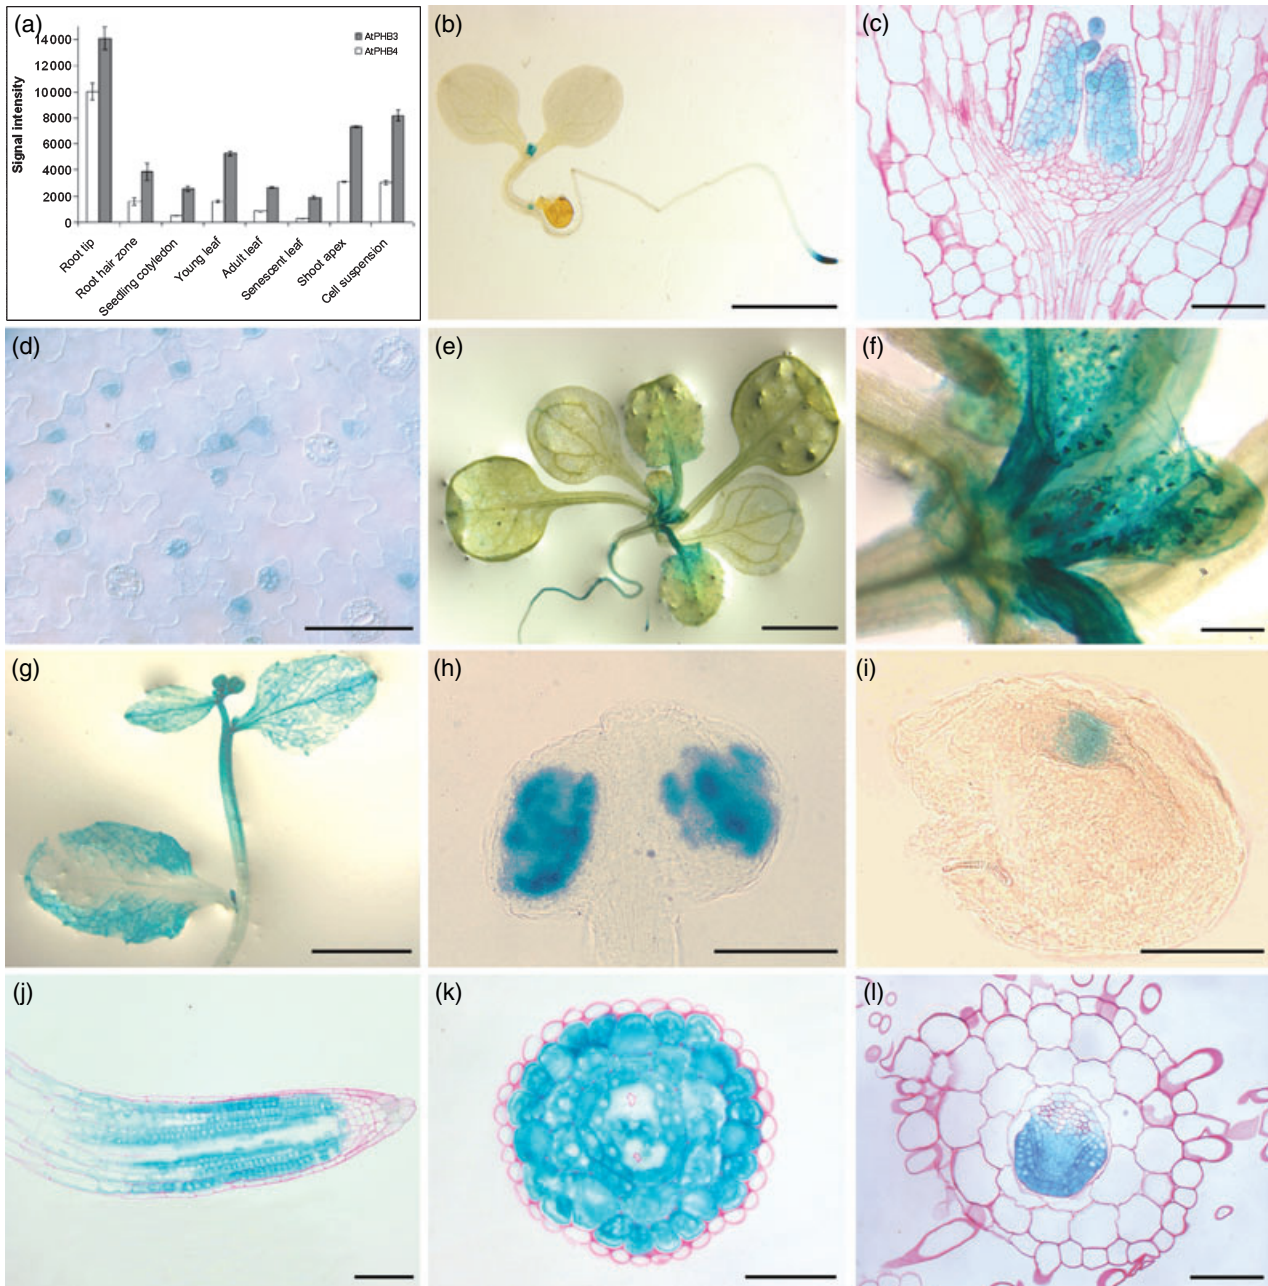 (a)
AtPHB3
AtPHB4
Signal intensity
14000
12000
10000
8000
6000
4000
2000
0
Root tip
Root hair zone
Seedling cotyledon
Young leaf
Adult leaf
Senescent leaf
Shoot apex
Cell suspension
(b)
(c)
(d)
(e)
(f)
(g)
(h)
(i)
(j)
(k)
(l)